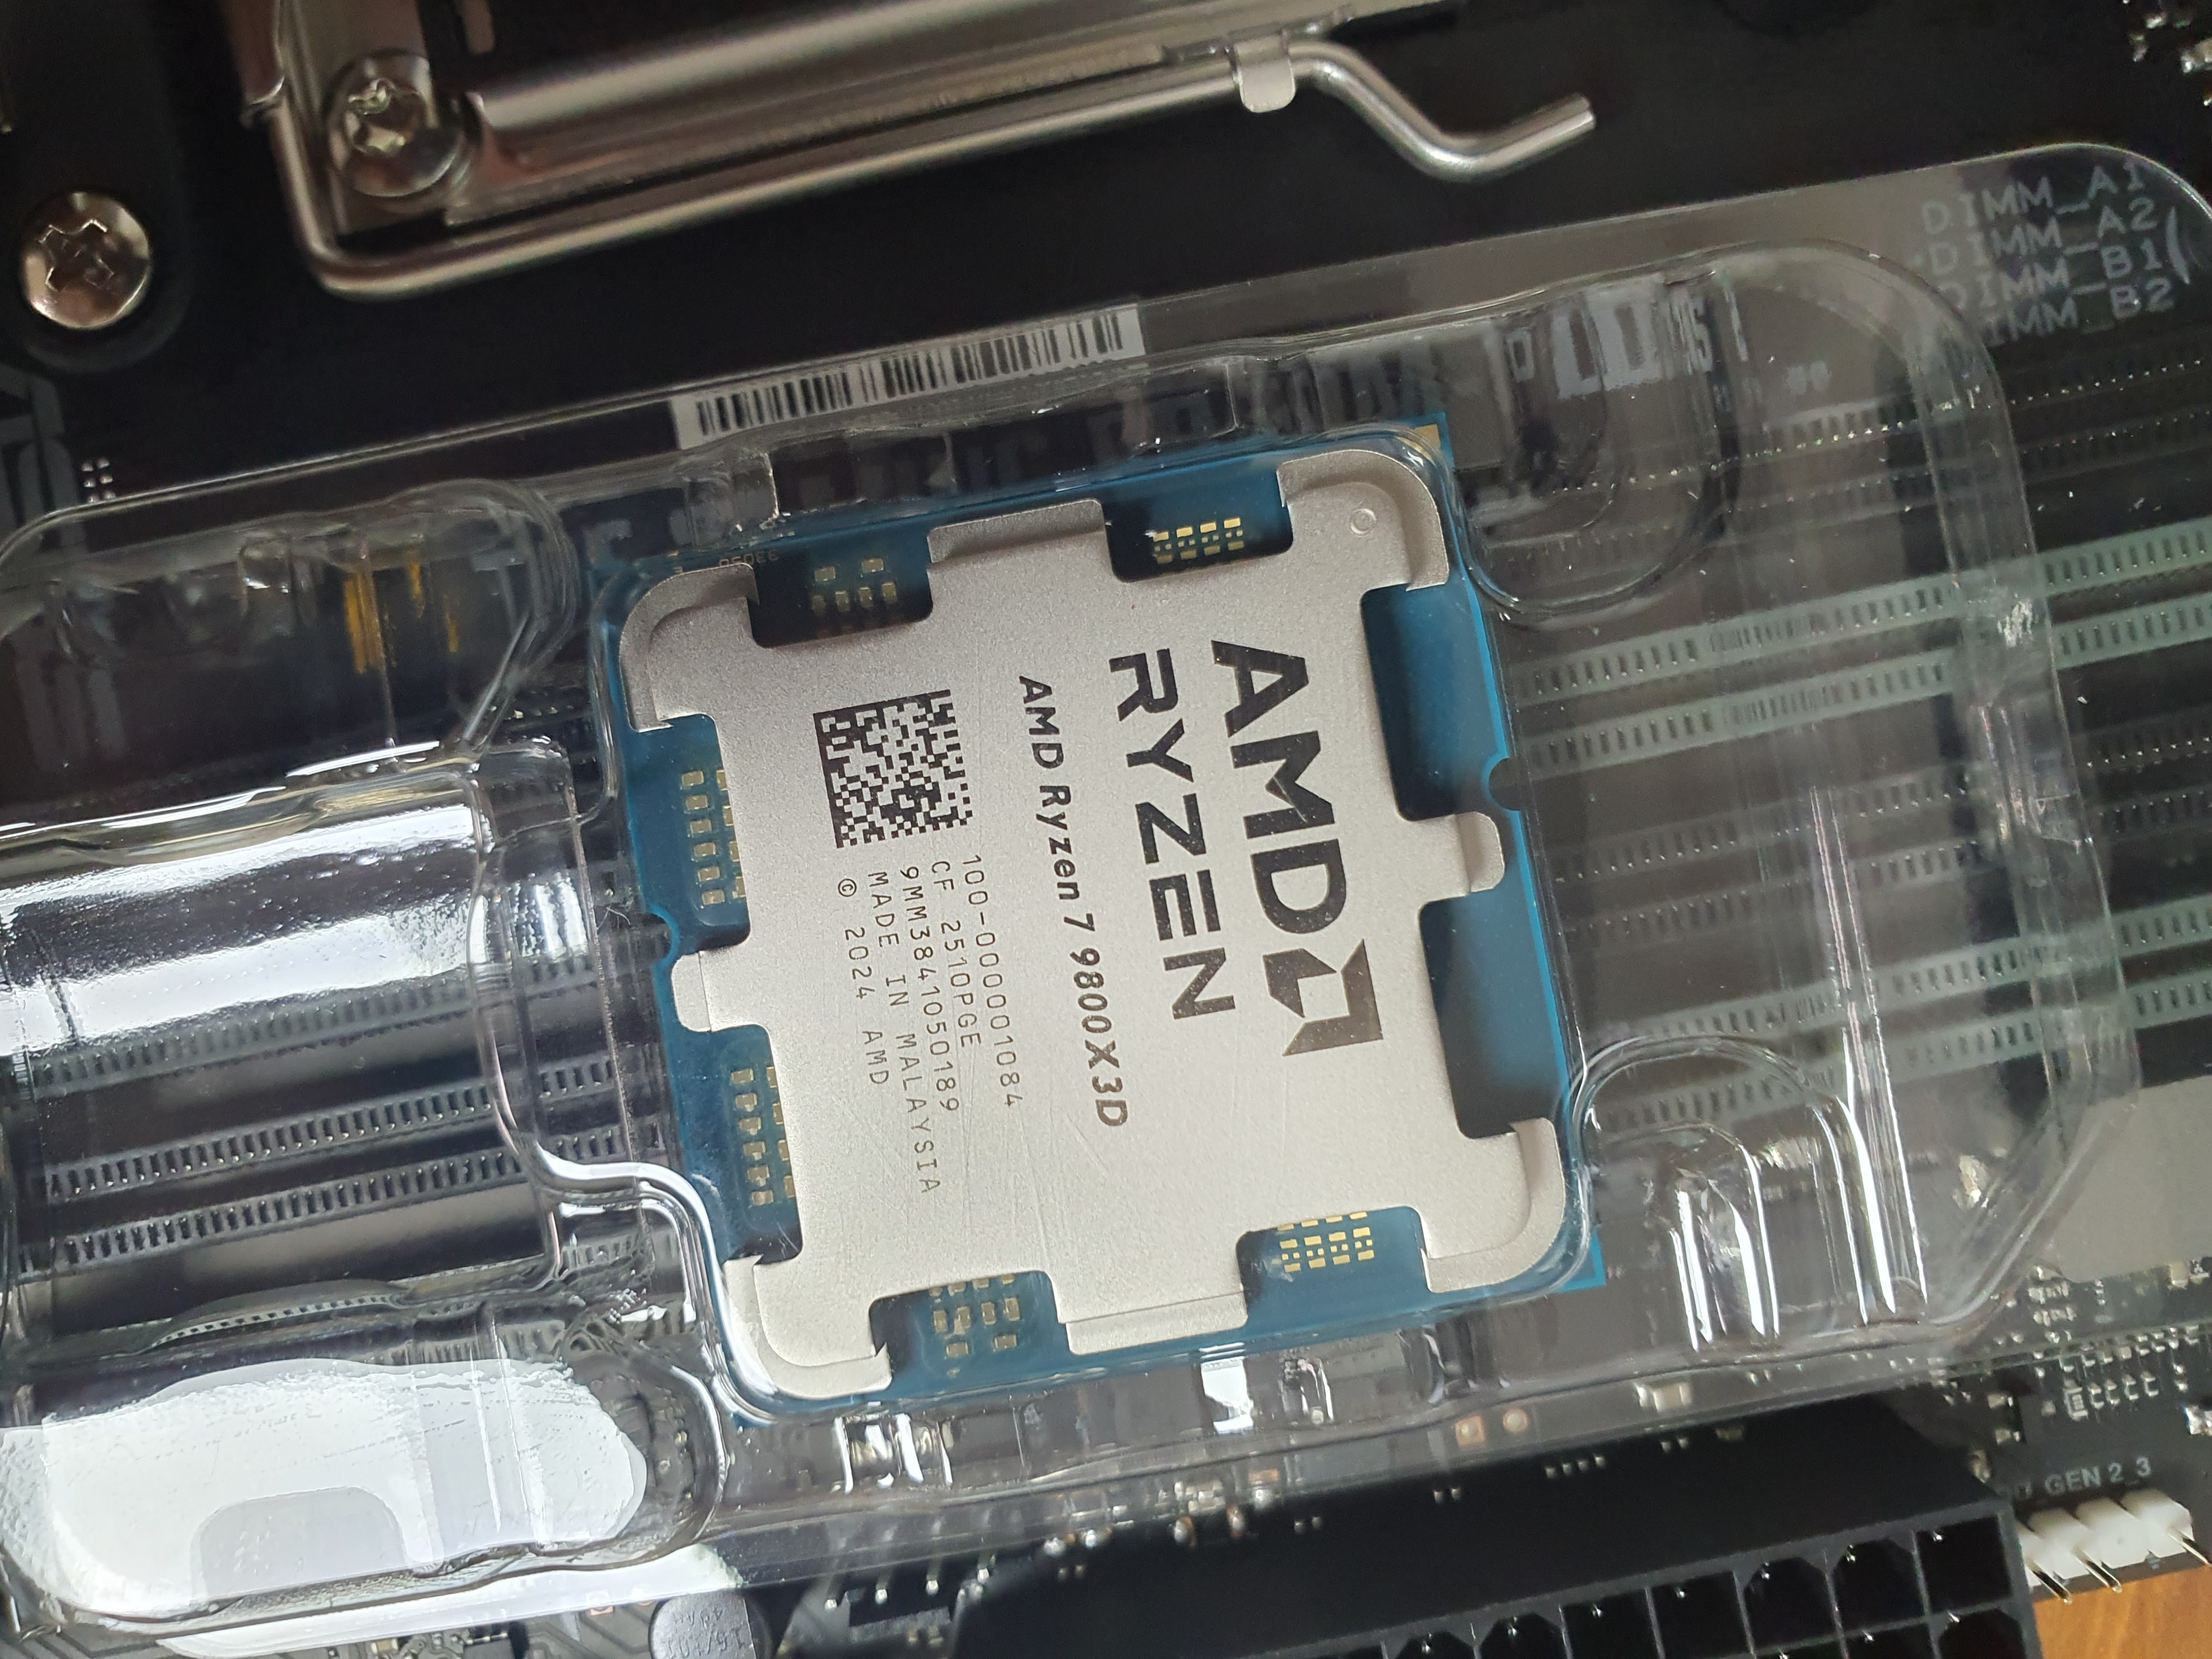 DIMM_A1
DIMM_A2
DIMM_B1
DIMM_B2
AMD
RYZEN
AMD Ryzen 7 9800X3D
100-000001084
CF 2510PGE
9MM3841050189
MADE IN MALAYSIA
© 2024 AMD
GEN 2_3